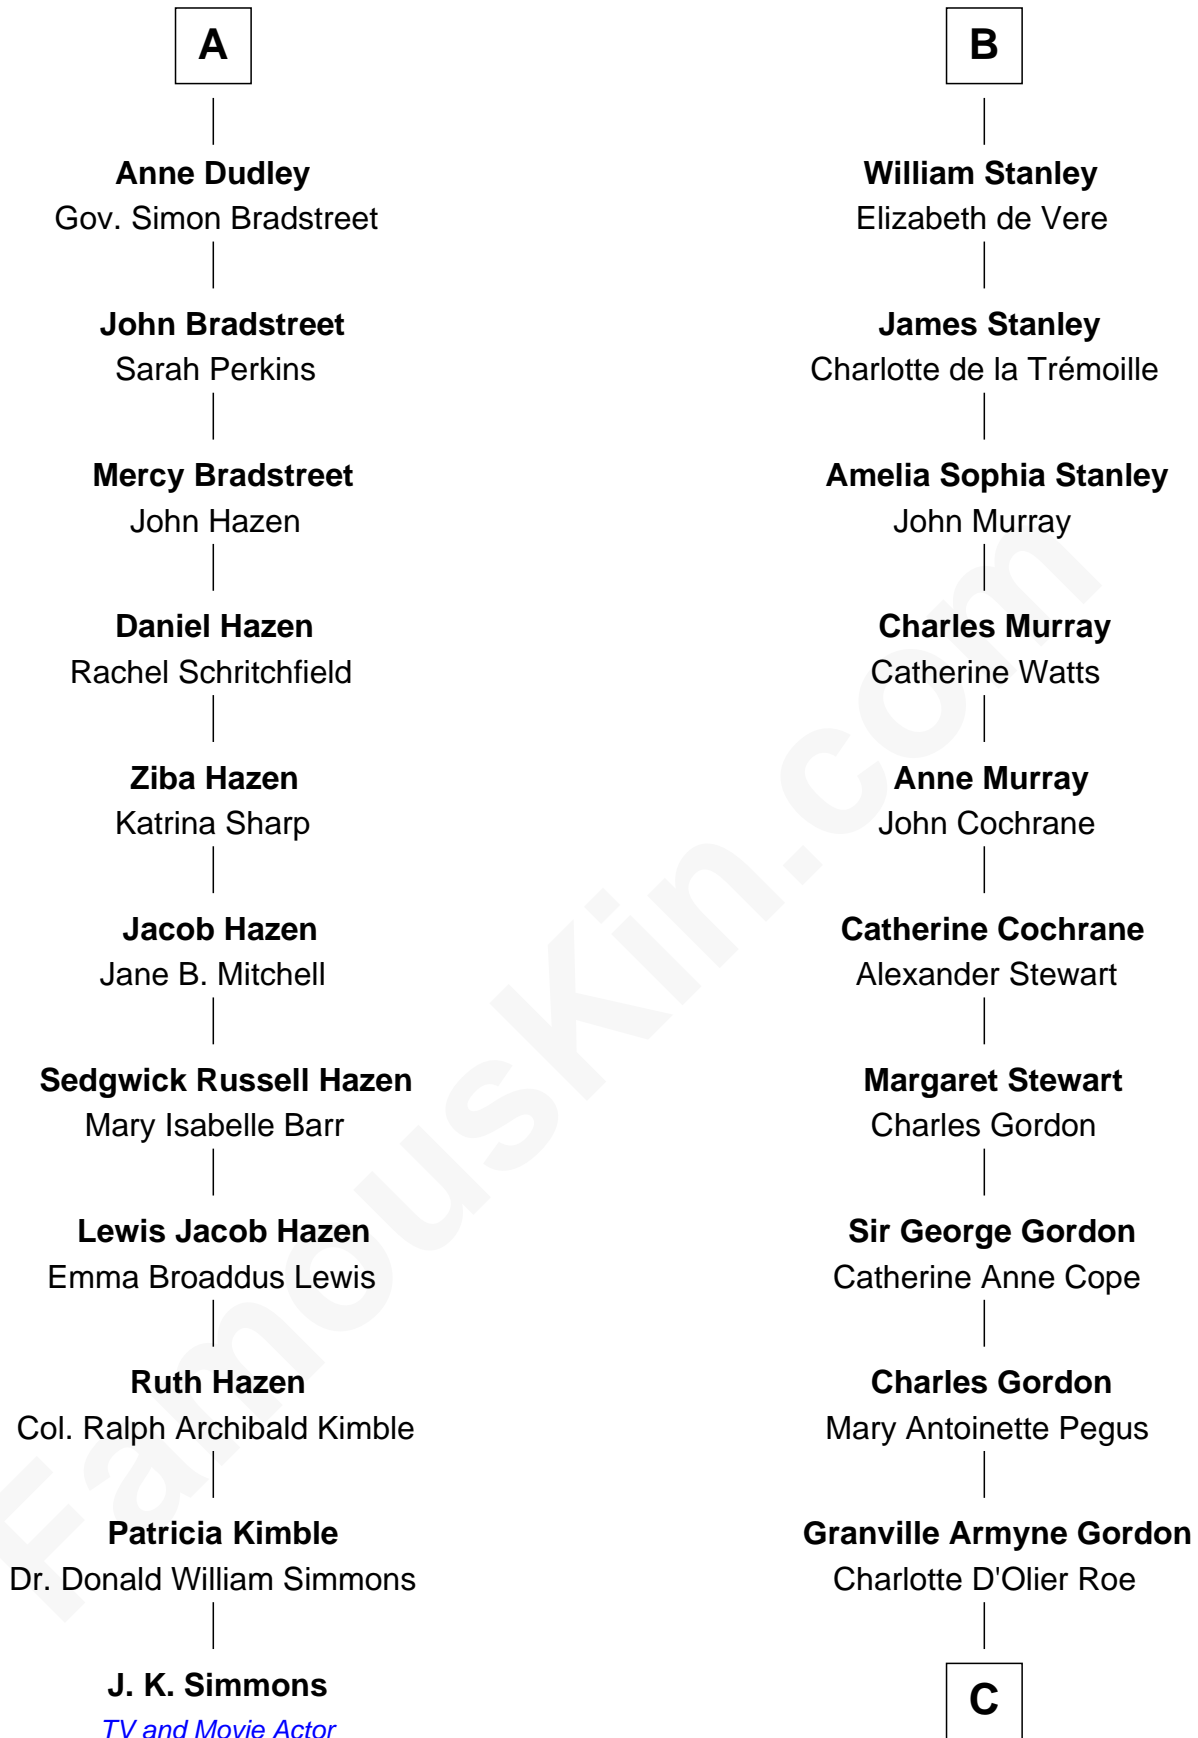 A
Anne Dudley
Gov. Simon Bradstreet
John Bradstreet
Sarah Perkins
Mercy Bradstreet
John Hazen
Daniel Hazen
Rachel Schritchfield
Ziba Hazen
Katrina Sharp
Jacob Hazen
Jane B. Mitchell
Sedgwick Russell Hazen
Mary Isabelle Barr
Lewis Jacob Hazen
Emma Broaddus Lewis
Ruth Hazen
Col. Ralph Archibald Kimble
Patricia Kimble
Dr. Donald William Simmons
J. K. Simmons
TV and Movie Actor
B
William Stanley
Elizabeth de Vere
James Stanley
Charlotte de la Trémoille
Amelia Sophia Stanley
John Murray
Charles Murray
Catherine Watts
Anne Murray
John Cochrane
Catherine Cochrane
Alexander Stewart
Margaret Stewart
Charles Gordon
Sir George Gordon
Catherine Anne Cope
Charles Gordon
Mary Antoinette Pegus
Granville Armyne Gordon
Charlotte D'Olier Roe
C
FamousKin.com